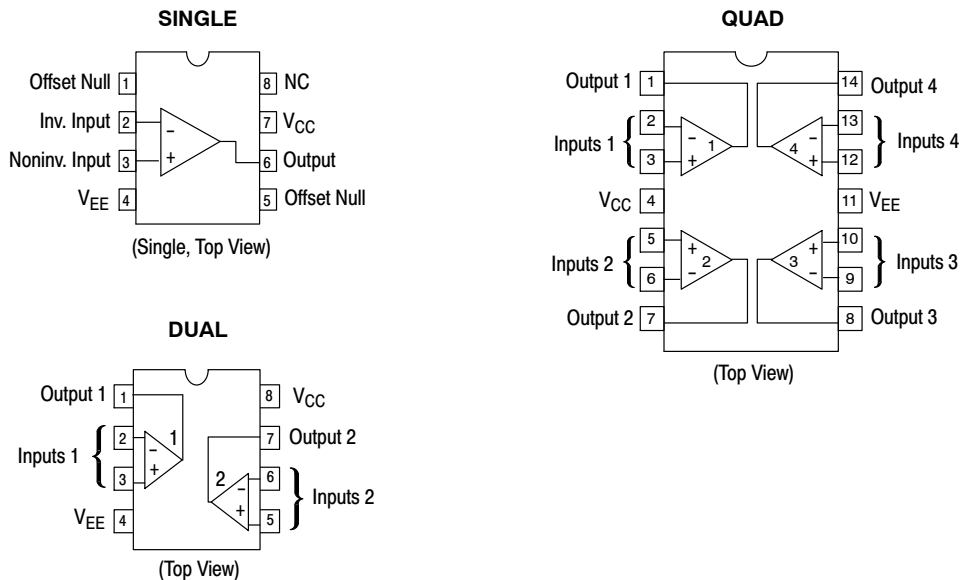 SINGLE
Offset Null 1
8 NC
Inv. Input 2
−
7 VCC
Noninv. Input 3
+
6 Output
VEE 4
5 Offset Null
(Single, Top View)
DUAL
Output 1 1
8 VCC
Inputs 1
2
−
1
7 Output 2
3
+
2
−
6
Inputs 2
VEE 4
+
5
(Top View)
QUAD
Output 1 1
14 Output 4
Inputs 1
2
−
1
−
13
Inputs 4
3
+
4
+
12
VCC 4
11 VEE
Inputs 2
5
+
2
+
10
Inputs 3
6
−
3
−
9
Output 2 7
8 Output 3
(Top View)